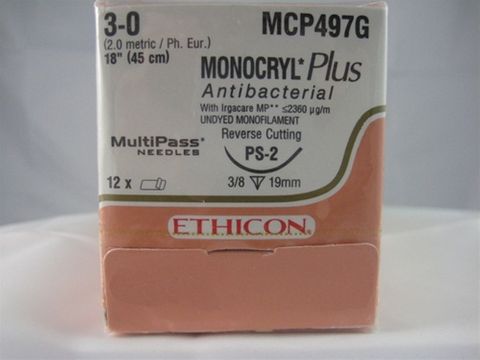 3-0 MCP497G
(2.0 metric / Ph. Eur.)
18" (45 cm)
MONOCRYL* Plus
Antibacterial
With Irgacare MP** ≤2360 µg/m
UNDYED MONOFILAMENT
Reverse Cutting
MultiPass*
NEEDLES
PS-2
12 x
3/8 19mm
ETHICON